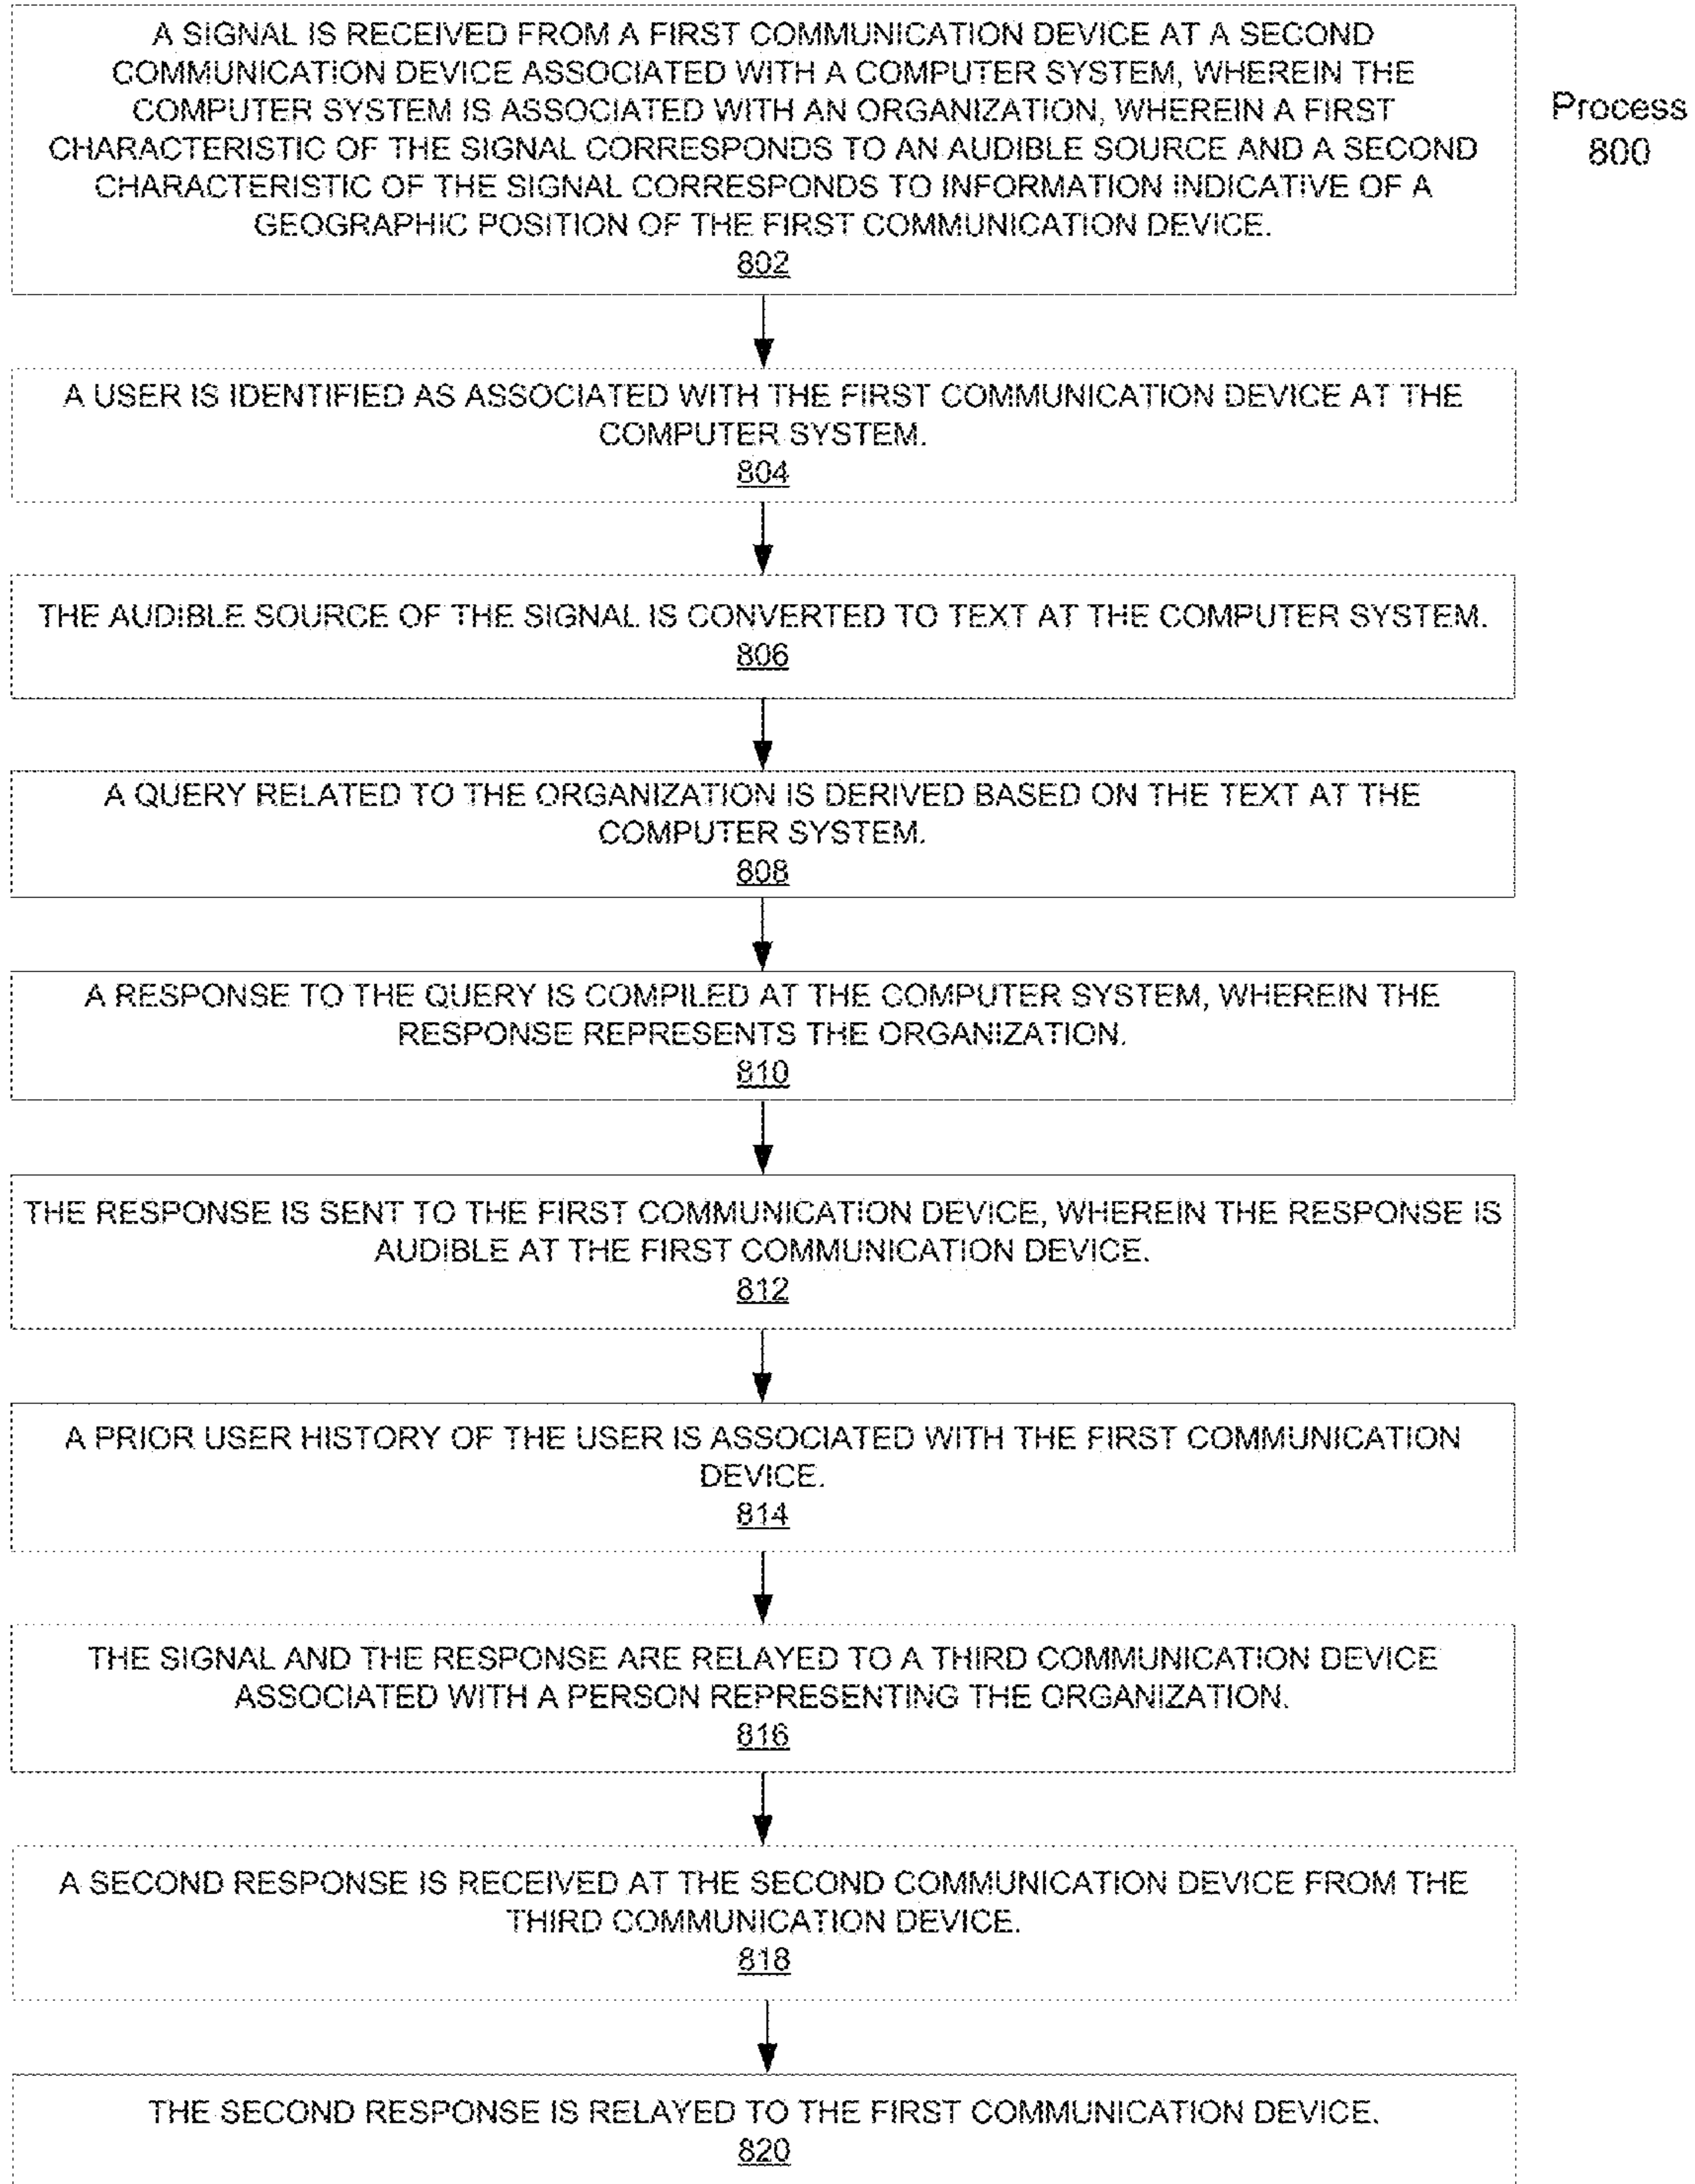 A SIGNAL IS RECEIVED FROM A FIRST COMMUNICATION DEVICE AT A SECOND
COMMUNICATION DEVICE ASSOCIATED WITH A COMPUTER SYSTEM, WHEREIN THE
COMPUTER SYSTEM IS ASSOCIATED WITH AN ORGANIZATION, WHEREIN A FIRST
CHARACTERISTIC OF THE SIGNAL CORRESPONDS TO AN AUDIBLE SOURCE AND A SECOND
CHARACTERISTIC OF THE SIGNAL CORRESPONDS TO INFORMATION INDICATIVE OF A
GEOGRAPHIC POSITION OF THE FIRST COMMUNICATION DEVICE.
802
Process
800
A USER IS IDENTIFIED AS ASSOCIATED WITH THE FIRST COMMUNICATION DEVICE AT THE
COMPUTER SYSTEM.
804
THE AUDIBLE SOURCE OF THE SIGNAL IS CONVERTED TO TEXT AT THE COMPUTER SYSTEM.
806
A QUERY RELATED TO THE ORGANIZATION IS DERIVED BASED ON THE TEXT AT THE
COMPUTER SYSTEM.
808
A RESPONSE TO THE QUERY IS COMPILED AT THE COMPUTER SYSTEM, WHEREIN THE
RESPONSE REPRESENTS THE ORGANIZATION.
810
THE RESPONSE IS SENT TO THE FIRST COMMUNICATION DEVICE, WHEREIN THE RESPONSE IS
AUDIBLE AT THE FIRST COMMUNICATION DEVICE.
812
A PRIOR USER HISTORY OF THE USER IS ASSOCIATED WITH THE FIRST COMMUNICATION
DEVICE.
814
THE SIGNAL AND THE RESPONSE ARE RELAYED TO A THIRD COMMUNICATION DEVICE
ASSOCIATED WITH A PERSON REPRESENTING THE ORGANIZATION.
816
A SECOND RESPONSE IS RECEIVED AT THE SECOND COMMUNICATION DEVICE FROM THE
THIRD COMMUNICATION DEVICE.
818
THE SECOND RESPONSE IS RELAYED TO THE FIRST COMMUNICATION DEVICE.
820